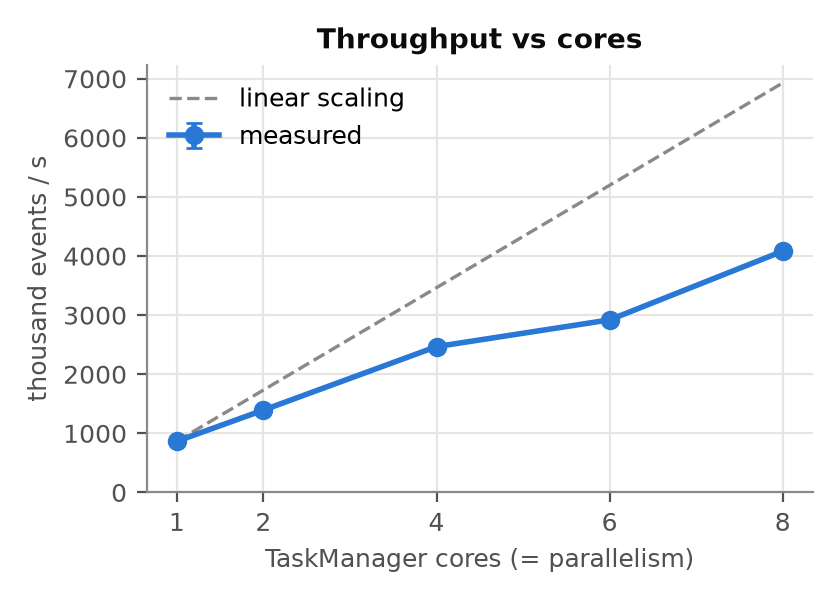 Throughput vs cores
linear scaling
measured
thousand events / s
7000
6000
5000
4000
3000
2000
1000
0
1 2 4 6 8
TaskManager cores (= parallelism)